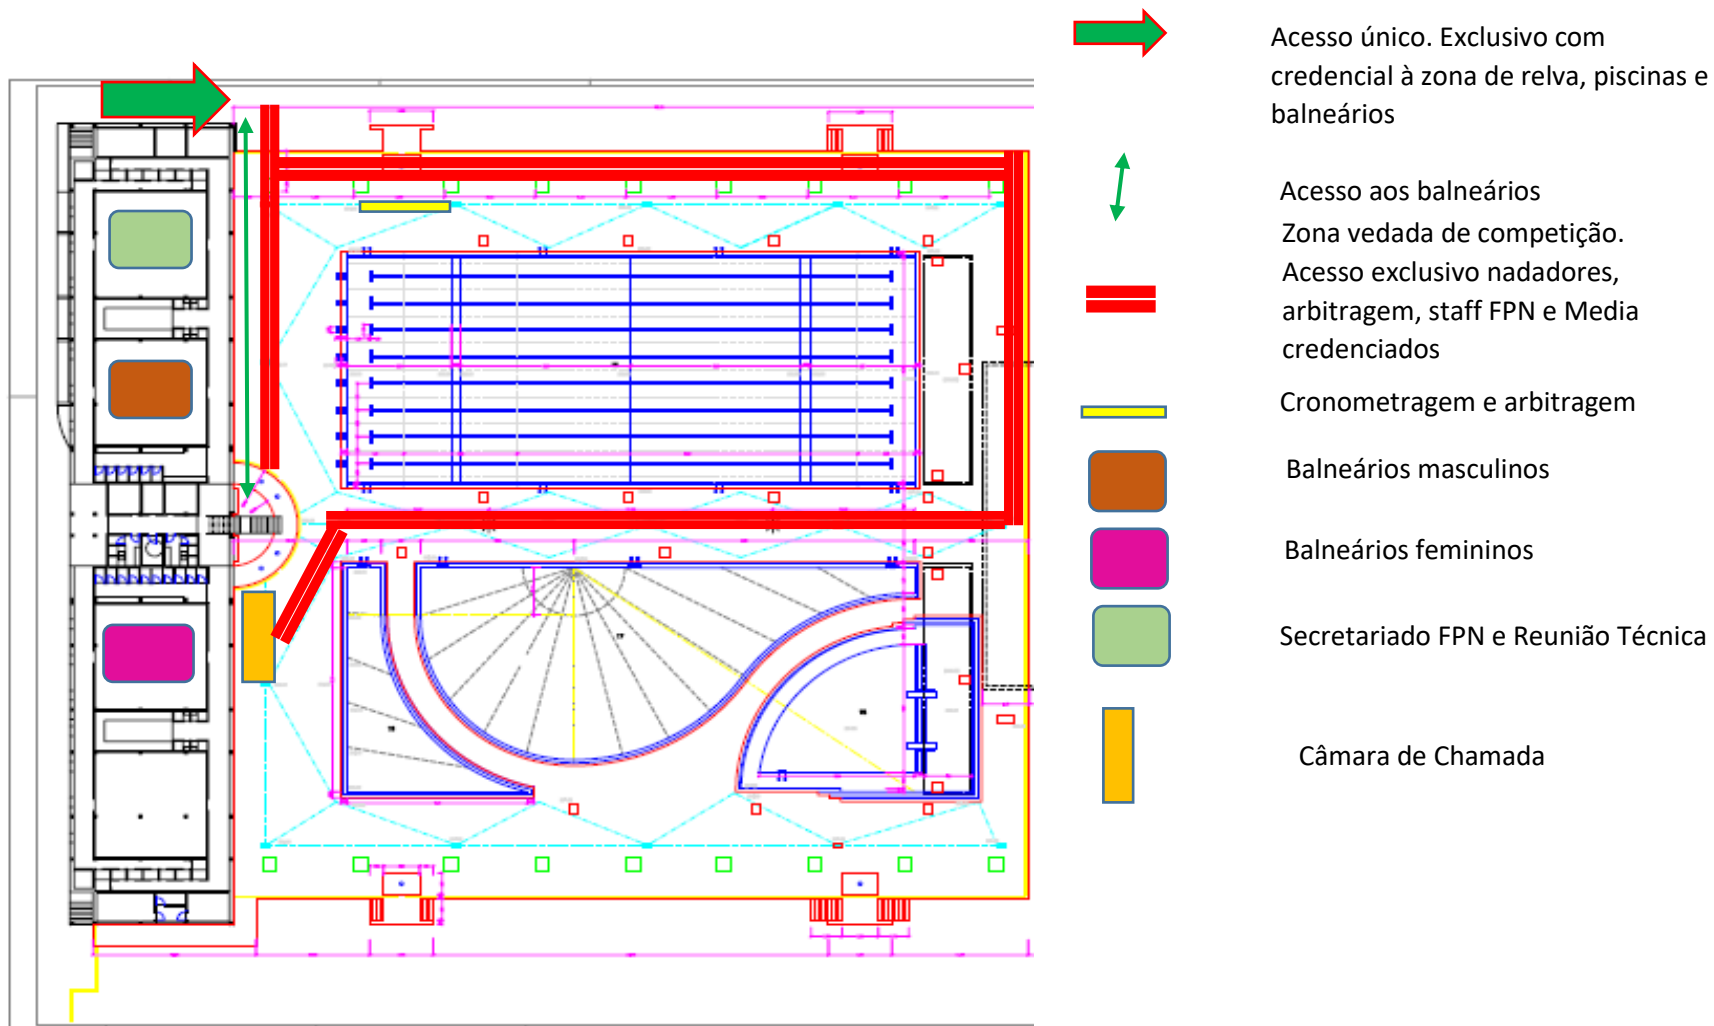 Acesso único. Exclusivo com
credencial à zona de relva, piscinas e
balneários
Acesso aos balneários
Zona vedada de competição.
Acesso exclusivo nadadores,
arbitragem, staff FPN e Media
credenciados
Cronometragem e arbitragem
Balneários masculinos
Balneários femininos
Secretariado FPN e Reunião Técnica
Câmara de Chamada